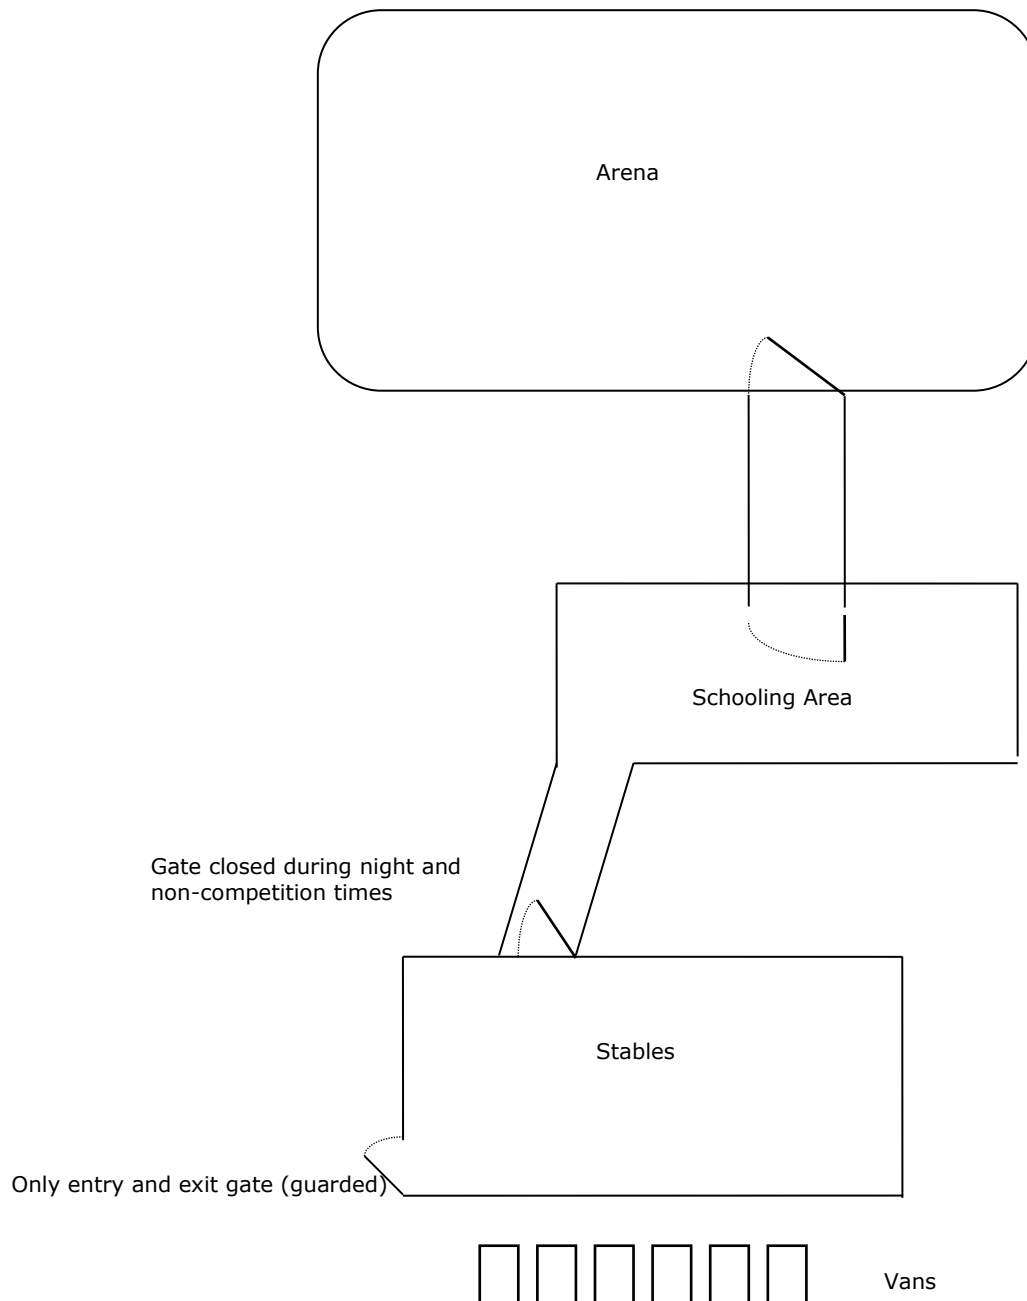 Arena
Schooling Area
Gate closed during night and
non-competition times
Stables
Only entry and exit gate (guarded)
Vans